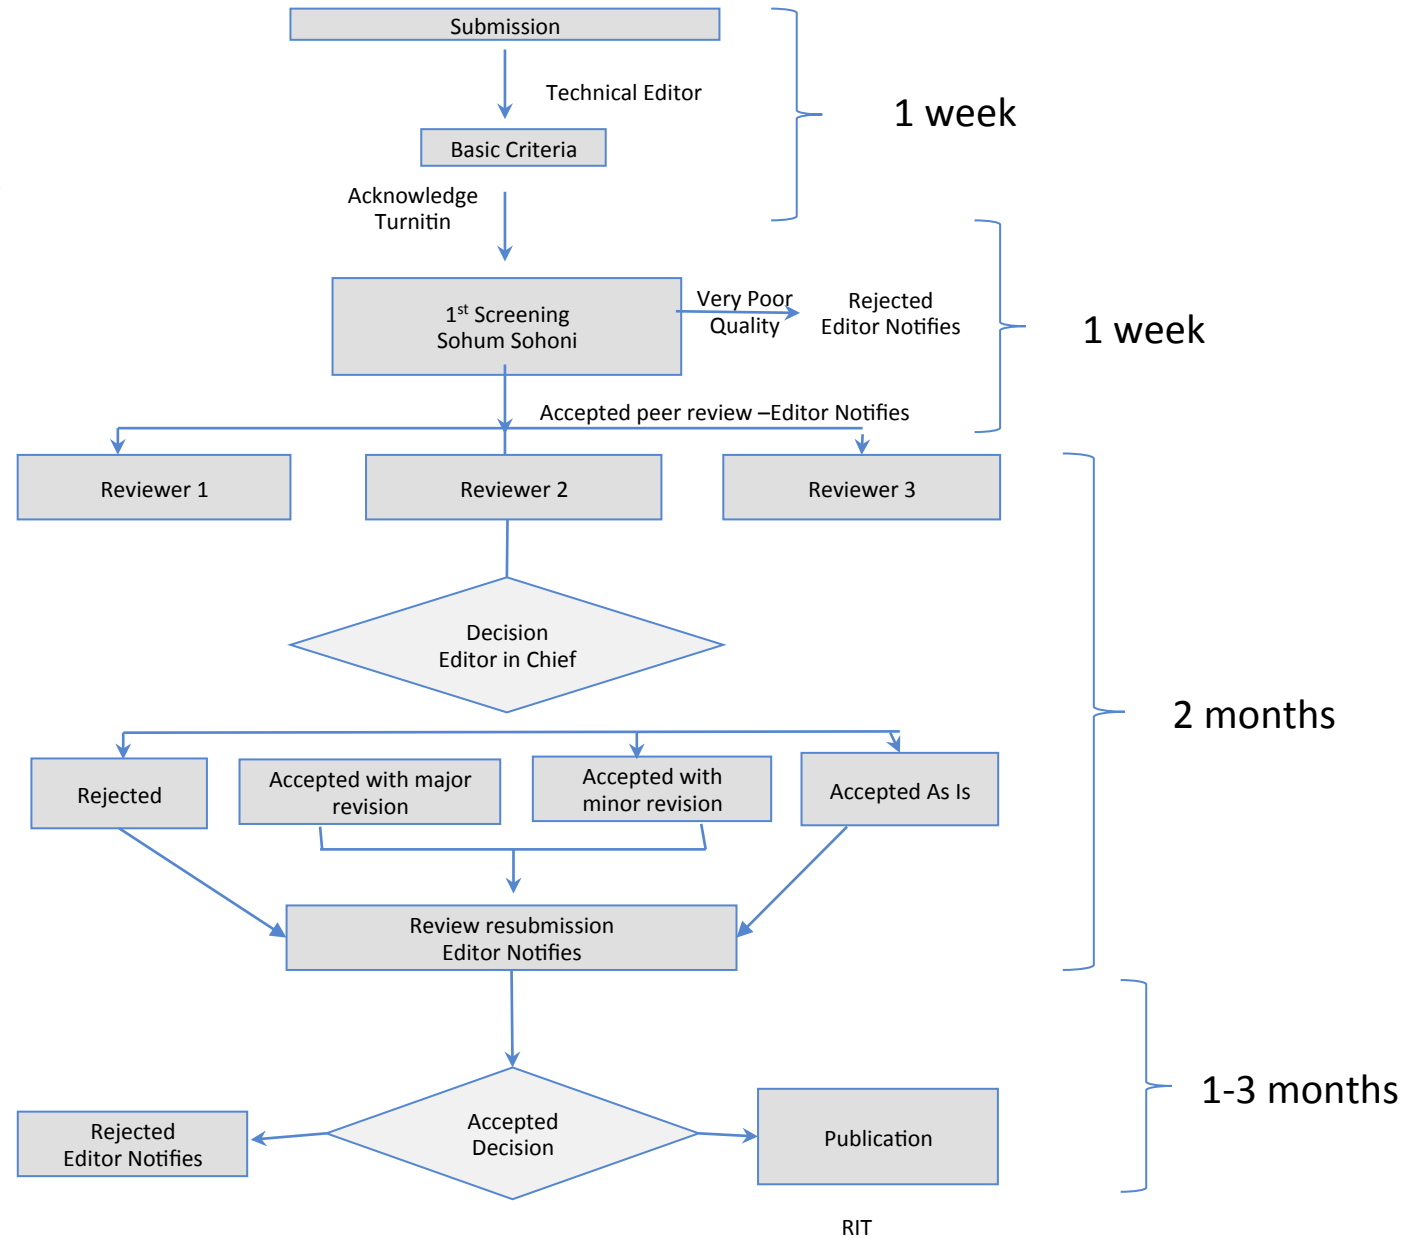 Submission
Technical Editor
1 week
Basic Criteria
Acknowledge
Turnitin
1st Screening
Sohum Sohoni
Very Poor
Quality
Rejected
Editor Notifies
1 week
Accepted peer review –Editor Notifies
Reviewer 1
Reviewer 2
Reviewer 3
Decision
Editor in Chief
2 months
Rejected
Accepted with major
revision
Accepted with
minor revision
Accepted As Is
Review resubmission
Editor Notifies
1-3 months
Rejected
Editor Notifies
Accepted
Decision
Publication
RIT